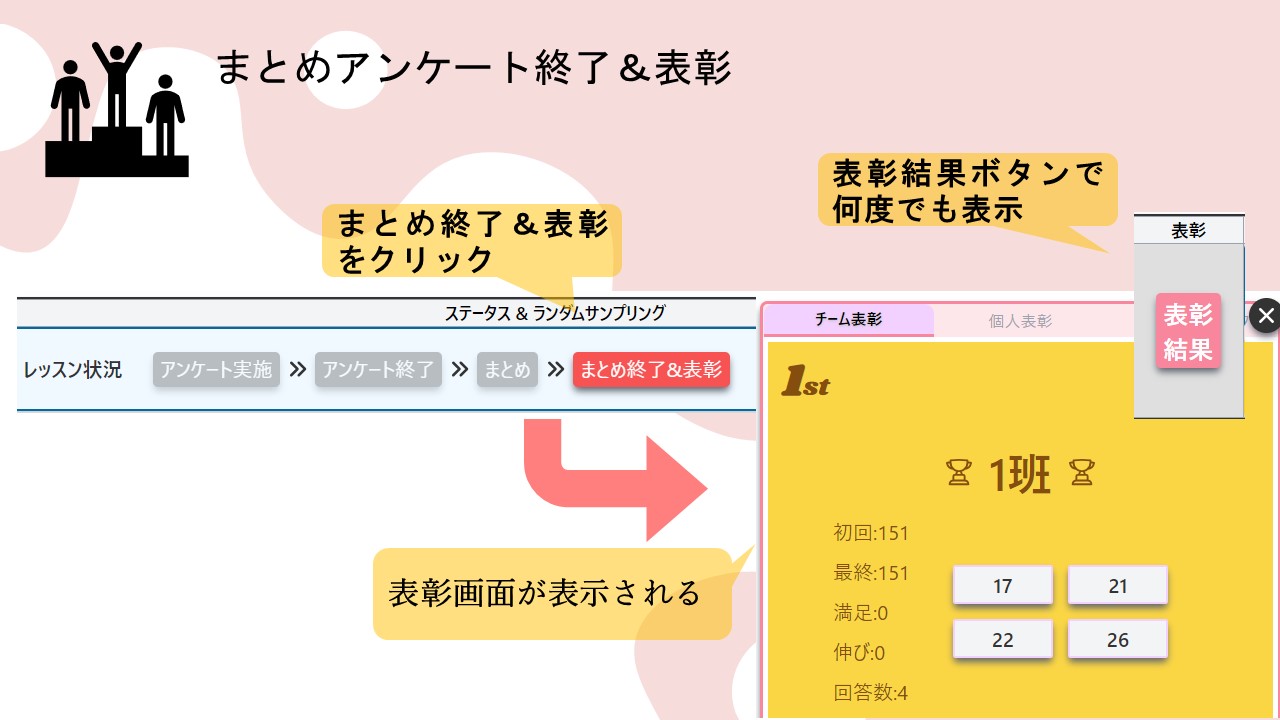 まとめアンケート終了＆表彰
表彰結果ボタンで
何度でも表示
まとめ終了＆表彰
をクリック
表彰
表彰
結果
ステータス & ランダムサンプリング
レッスン状況 アンケート実施 » アンケート終了 » まとめ » まとめ終了&表彰
チーム表彰 個人表彰
1st
1班
初回:151
最終:151
満足:0
伸び:0
回答数:4
17 21
22 26
表彰画面が表示される